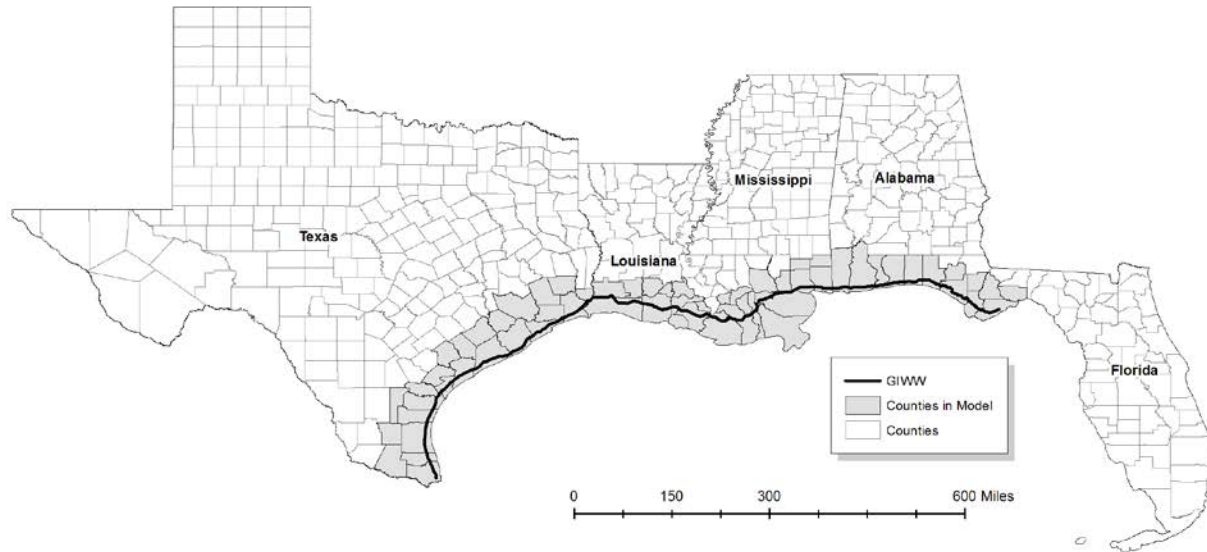 Mississippi
Alabama
Texas
Louisiana
Florida
GIWW
Counties in Model
Counties
0 150 300 600 Miles